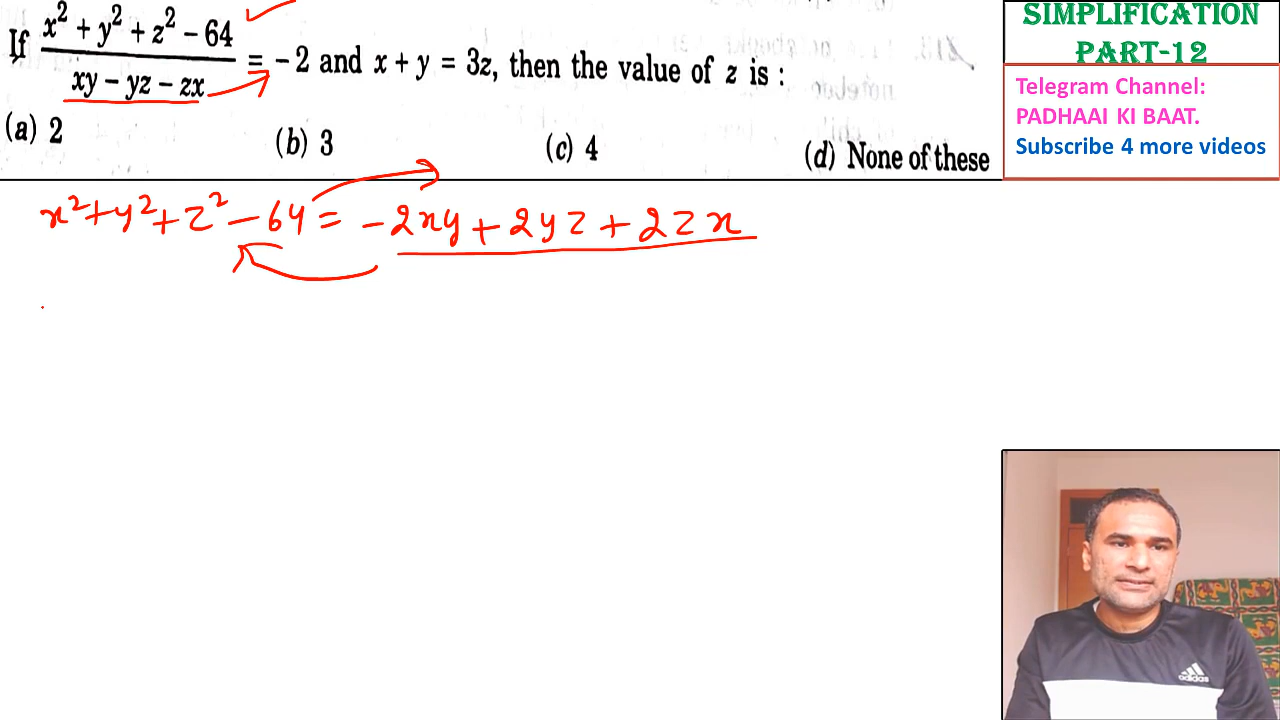 If x² + y² + z² − 64 / xy − yz − zx = −2 and x + y = 3z, then the value of z is :
(a) 2 (b) 3 (c) 4 (d) None of these
x² + y² + z² − 64 = −2xy + 2yz + 2zx
SIMPLIFICATION
PART-12
Telegram Channel:
PADHAAI KI BAAT.
Subscribe 4 more videos
adidas